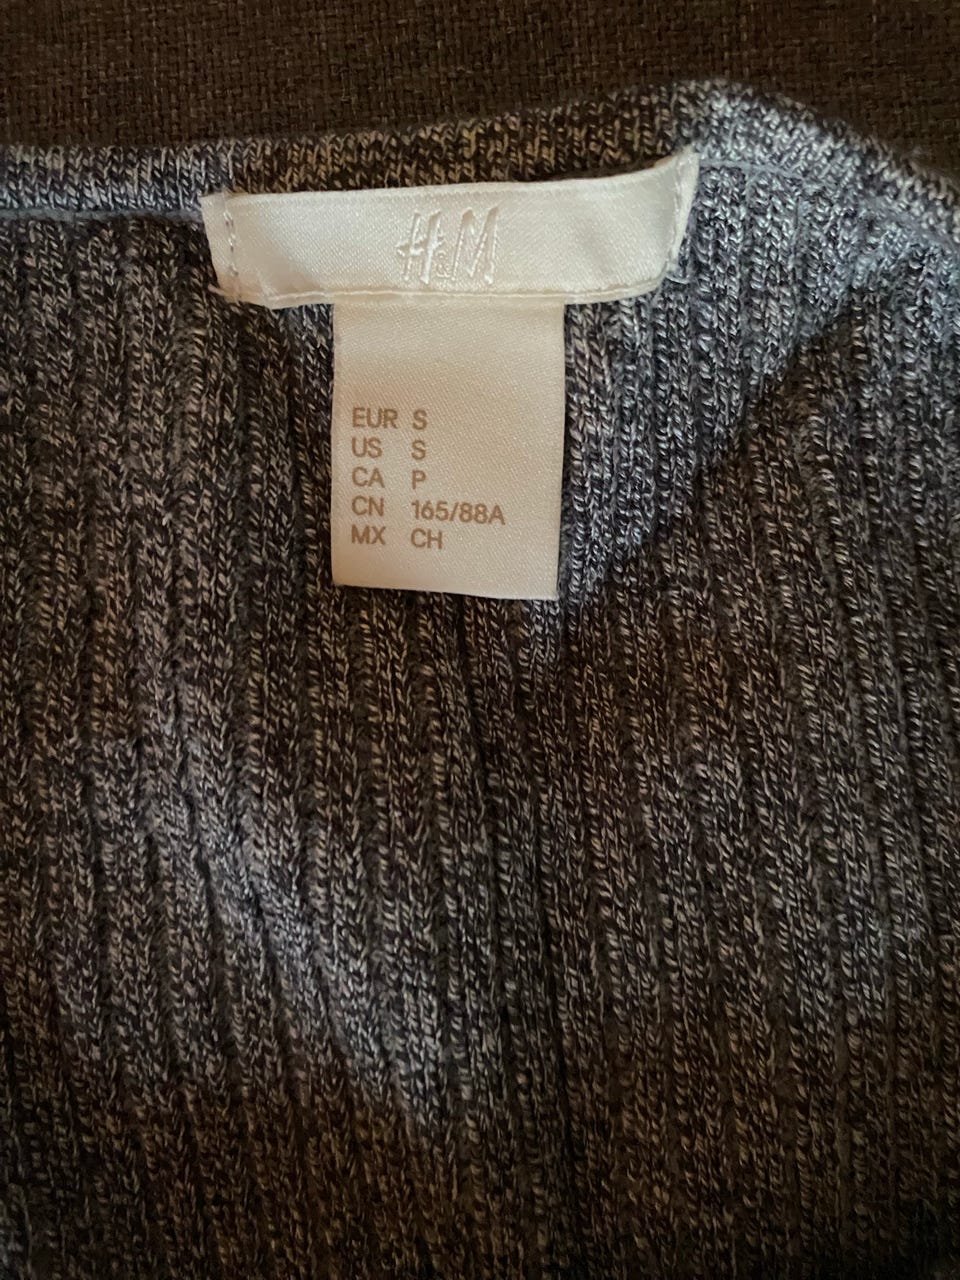 H&M
EUR S
US S
CA P
CN 165/88A
MX CH